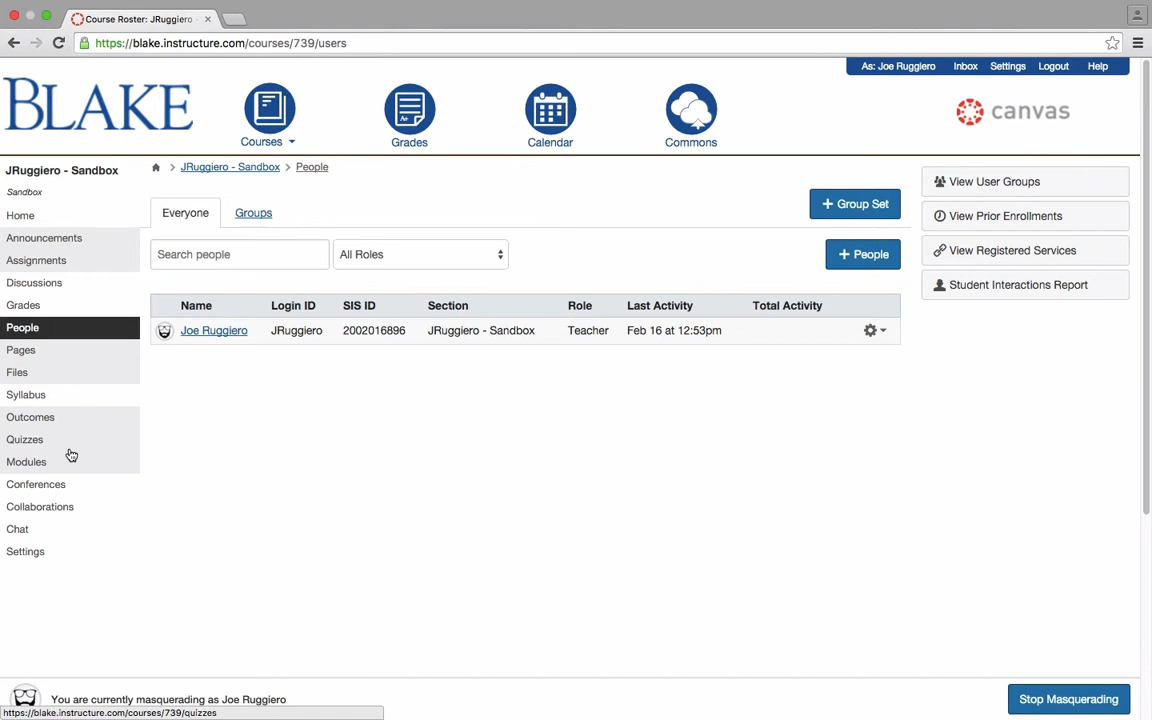 Course Roster: JRuggiero
https://blake.instructure.com/courses/739/users
As: Joe Ruggiero Inbox Settings Logout Help
BLAKE
Courses
Grades
Calendar
Commons
canvas
JRuggiero - Sandbox
Sandbox
Home
Announcements
Assignments
Discussions
Grades
People
Pages
Files
Syllabus
Outcomes
Quizzes
Modules
Conferences
Collaborations
Chat
Settings
JRuggiero - Sandbox > People
Everyone Groups
+ Group Set
Search people All Roles
+ People
Name Login ID SIS ID Section Role Last Activity Total Activity
Joe Ruggiero JRuggiero 2002016896 JRuggiero - Sandbox Teacher Feb 16 at 12:53pm
View User Groups
View Prior Enrollments
View Registered Services
Student Interactions Report
You are currently masquerading as Joe Ruggiero
Stop Masquerading
https://blake.instructure.com/courses/739/quizzes